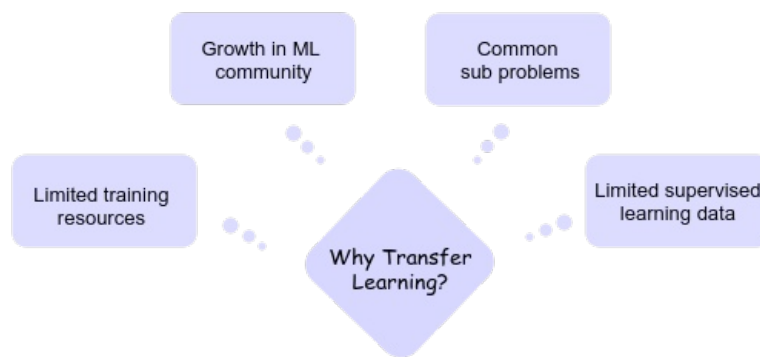 Growth in ML
community
Common
sub problems
Limited training
resources
Limited supervised
learning data
Why Transfer
Learning?